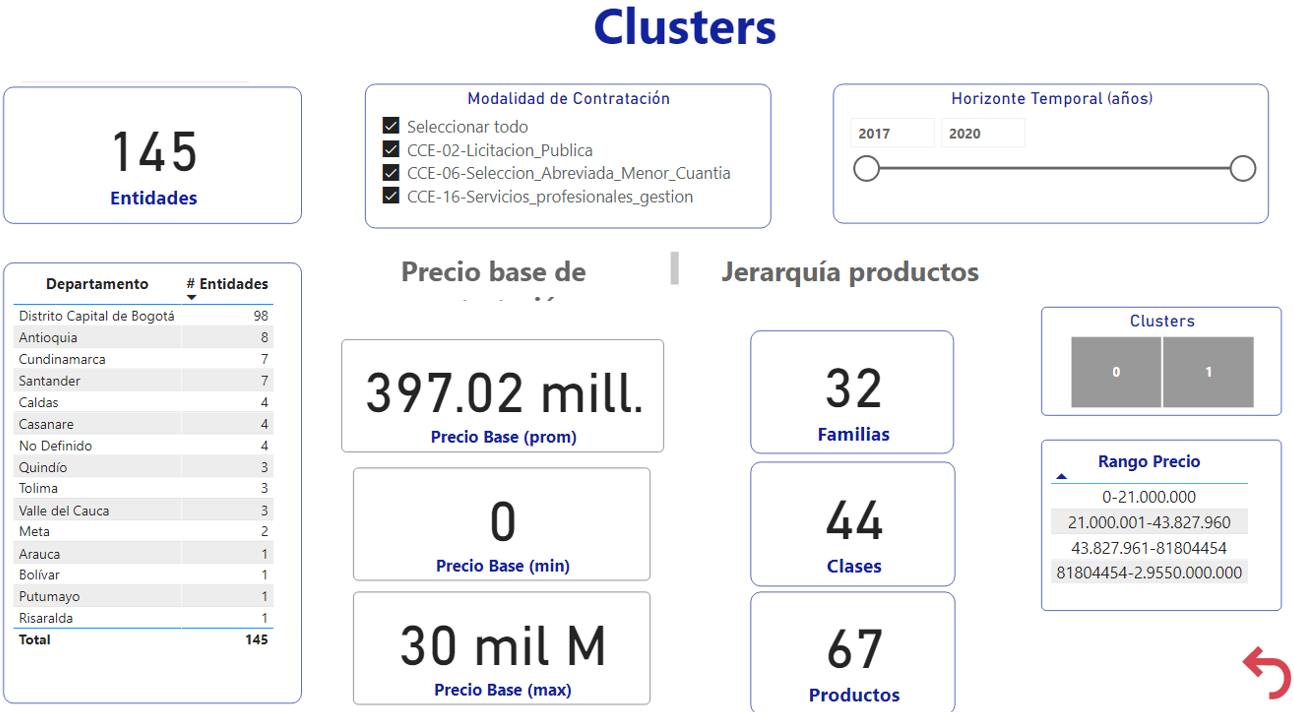 Clusters
145
Entidades
Modalidad de Contratación
Seleccionar todo
CCE-02-Licitacion_Publica
CCE-06-Seleccion_Abreviada_Menor_Cuantia
CCE-16-Servicios_profesionales_gestion
Horizonte Temporal (años)
2017 2020
Departamento # Entidades
Distrito Capital de Bogotá 98
Antioquia 8
Cundinamarca 7
Santander 7
Caldas 4
Casanare 4
No Definido 4
Quindío 3
Tolima 3
Valle del Cauca 3
Meta 2
Arauca 1
Bolívar 1
Putumayo 1
Risaralda 1
Total 145
Precio base de
397.02 mill.
Precio Base (prom)
0
Precio Base (min)
30 mil M
Precio Base (max)
Jerarquía productos
32
Familias
44
Clases
67
Productos
Clusters
0 1
Rango Precio
0-21.000.000
21.000.001-43.827.960
43.827.961-81804454
81804454-2.9550.000.000